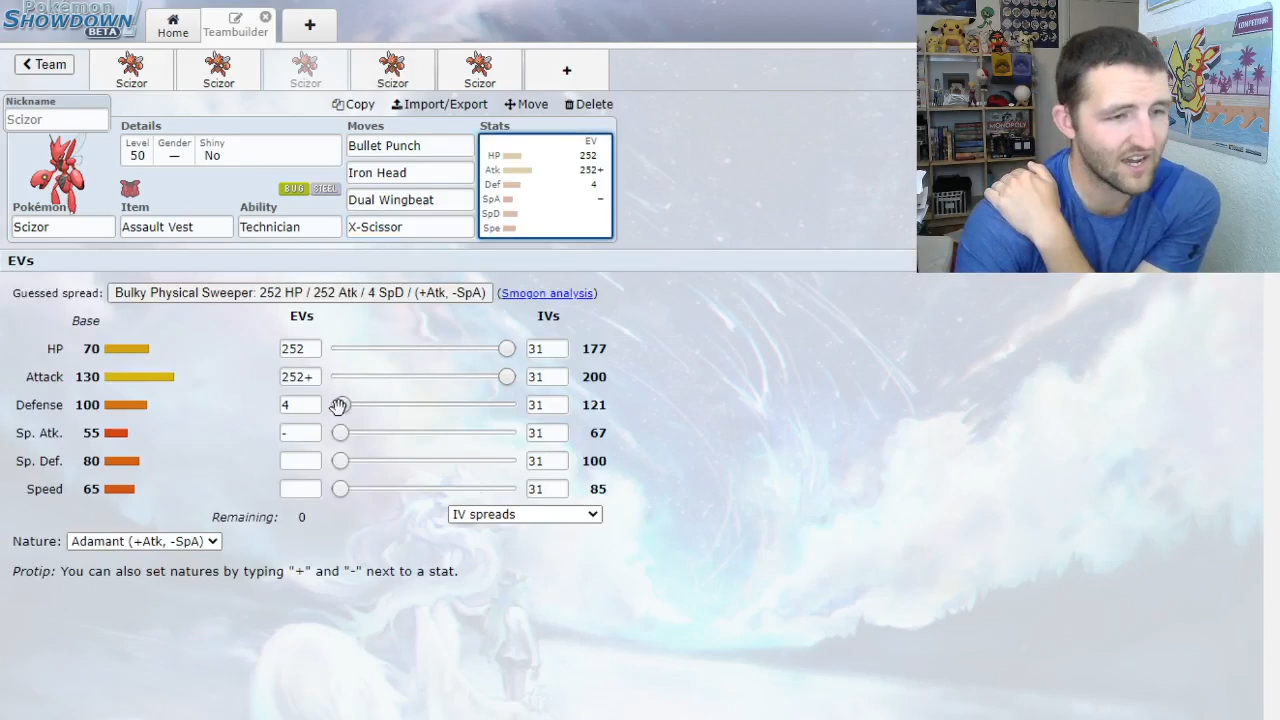 Pokémon
SHOWDOWN
BETA
Home
Teambuilder
+
Team
Scizor
Scizor
Scizor
Scizor
Scizor
+
Nickname
Scizor
Copy
Import/Export
Move
Delete
Details
Moves
Stats
Level
50
Gender
—
Shiny
No
Bullet Punch
Iron Head
Dual Wingbeat
X-Scissor
EV
HP 252
Atk 252+
Def 4
SpA −
SpD
Spe
BUG STEEL
Pokémon
Scizor
Item
Assault Vest
Ability
Technician
EVs
Guessed spread: Bulky Physical Sweeper: 252 HP / 252 Atk / 4 SpD / (+Atk, -SpA) (Smogon analysis)
Base EVs IVs
HP 70 252 31 177
Attack 130 252+ 31 200
Defense 100 4 31 121
Sp. Atk. 55 - 31 67
Sp. Def. 80 31 100
Speed 65 31 85
Remaining: 0
IV spreads
Nature: Adamant (+Atk, -SpA)
Protip: You can also set natures by typing "+" and "-" next to a stat.
MONOPOLY